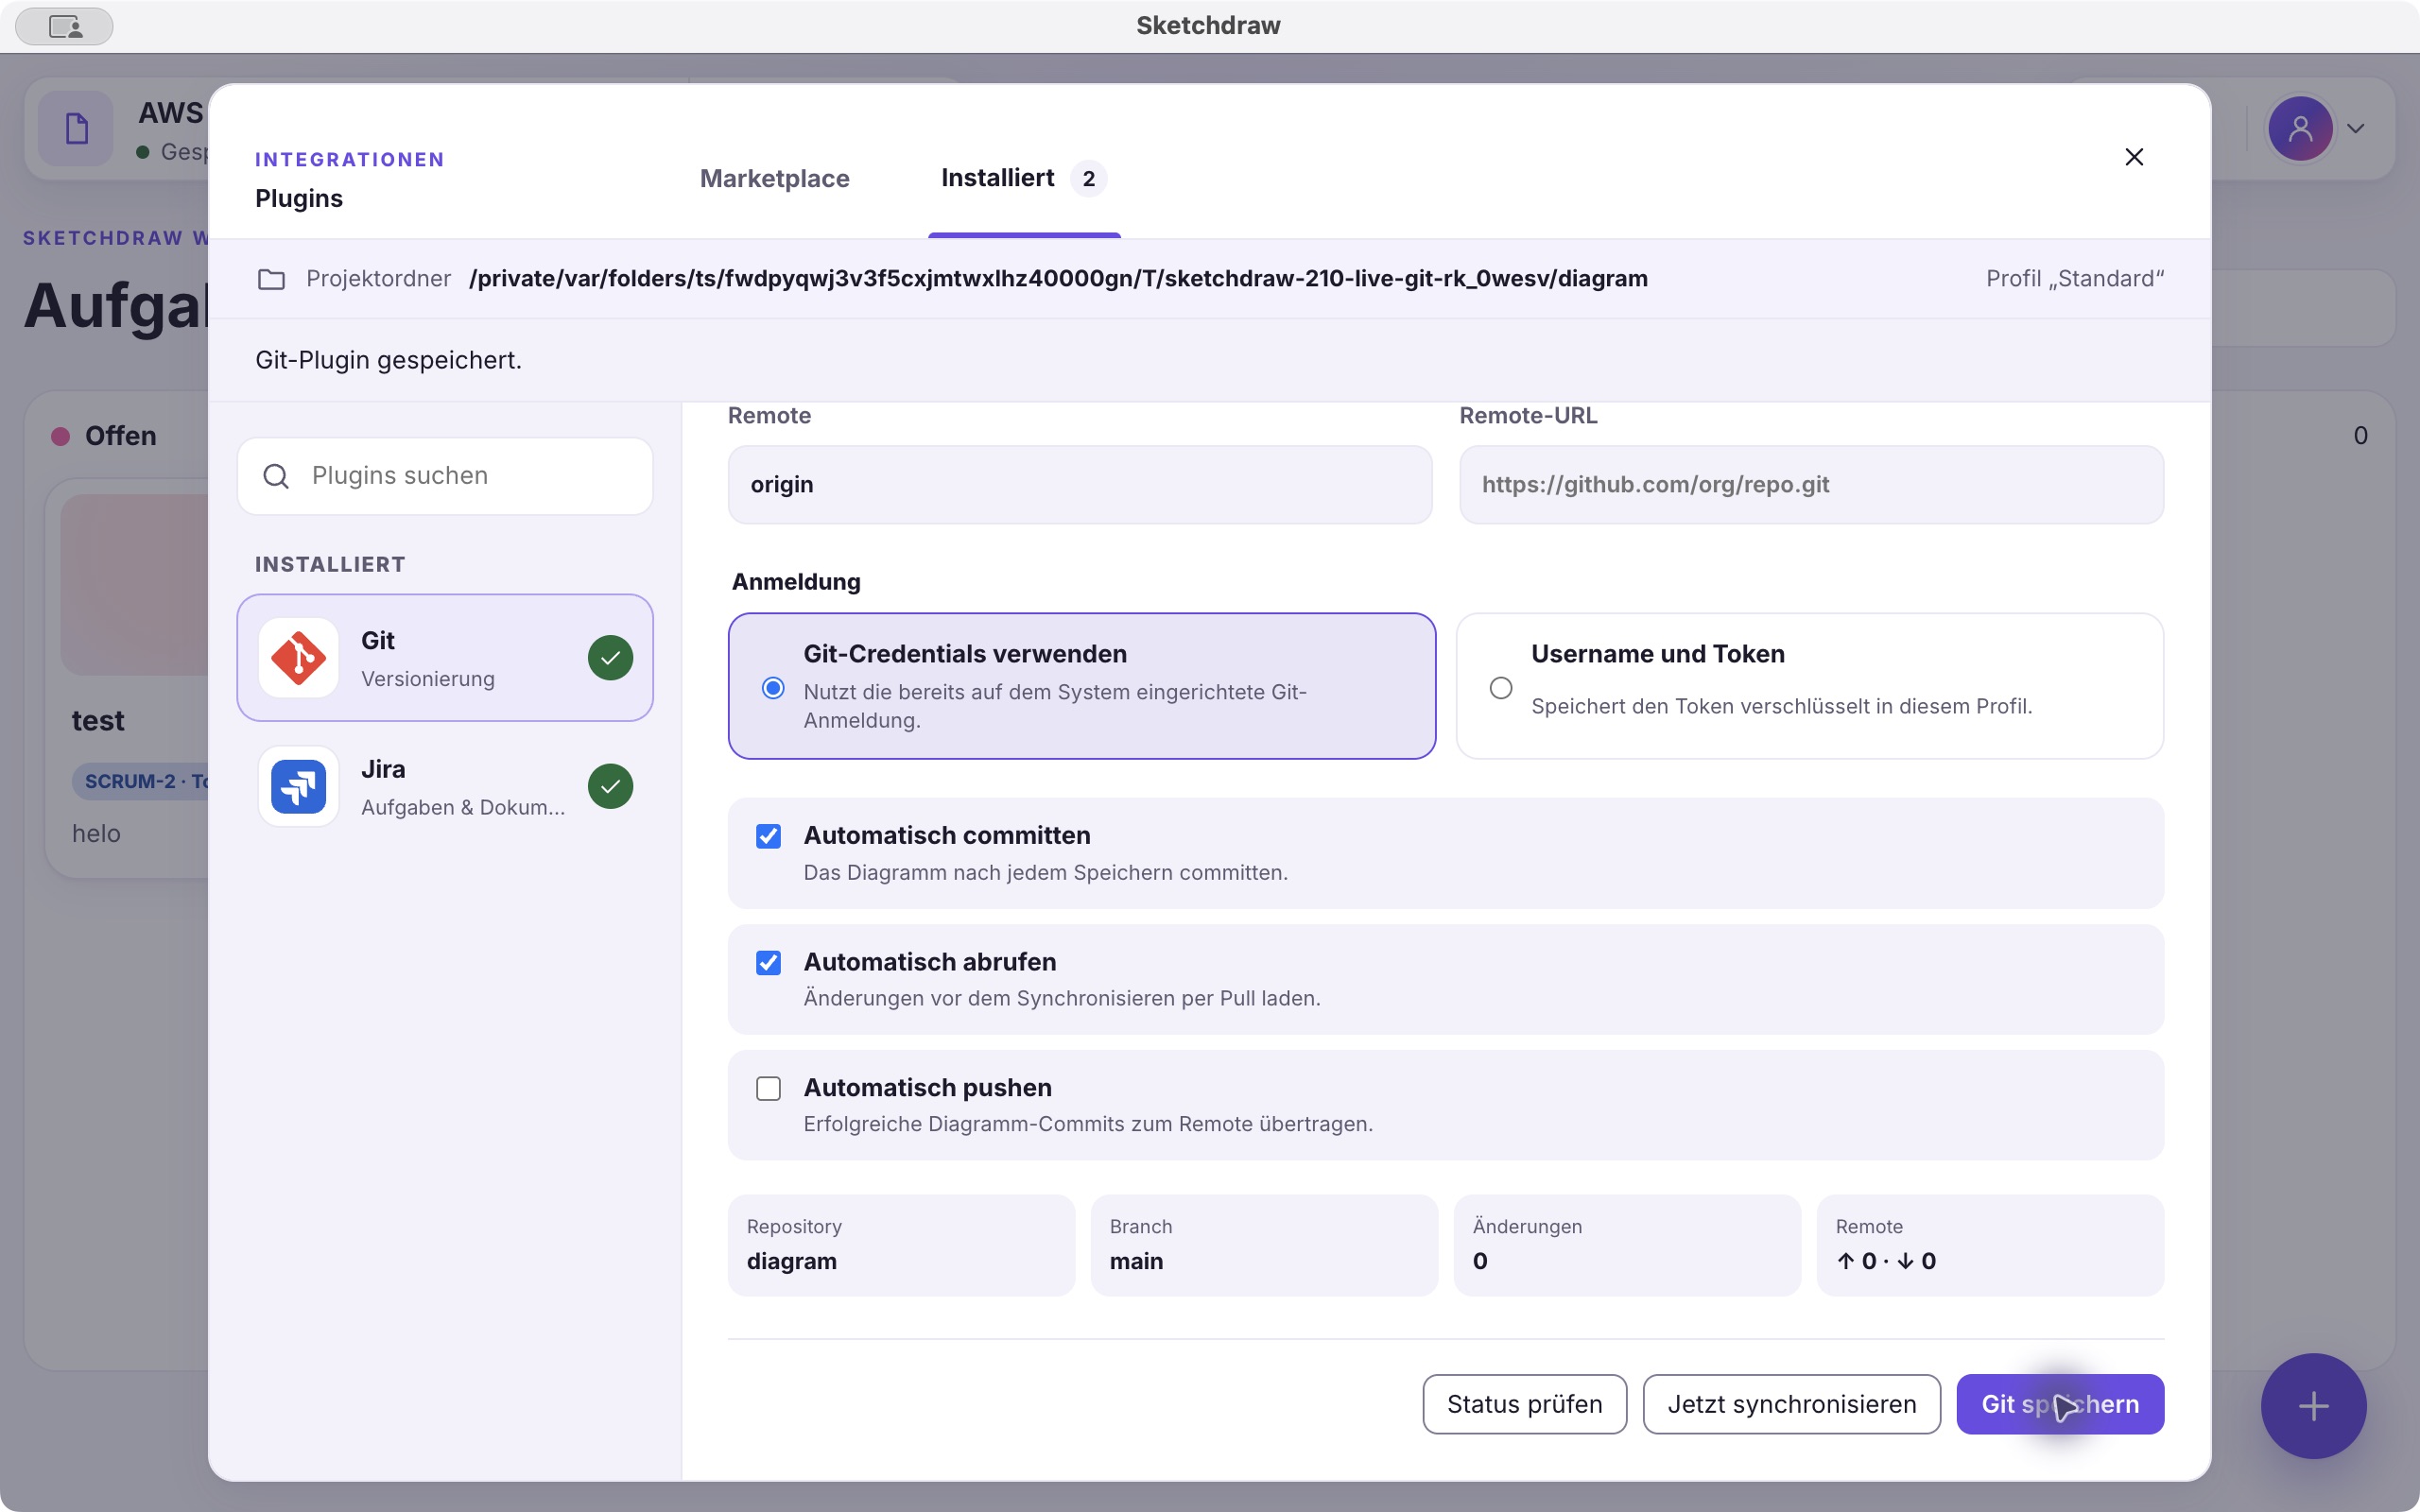 Sketchdraw
AWS
INTEGRATIONEN
Plugins
Marketplace
Installiert 2
SKETCHDRAW
Projektordner /private/var/folders/ts/fwdpyqwj3v3f5cxjmtwxlhz40000gn/T/sketchdraw-210-live-git-rk_0wesv/diagram
Profil „Standard“
Git-Plugin gespeichert.
Offen
0
Plugins suchen
INSTALLIERT
Git
Versionierung
Jira
Aufgaben & Dokum...
test
SCRUM-2 ·
helo
Remote
origin
Remote-URL
https://github.com/org/repo.git
Anmeldung
Git-Credentials verwenden
Nutzt die bereits auf dem System eingerichtete Git-
Anmeldung.
Username und Token
Speichert den Token verschlüsselt in diesem Profil.
Automatisch committen
Das Diagramm nach jedem Speichern committen.
Automatisch abrufen
Änderungen vor dem Synchronisieren per Pull laden.
Automatisch pushen
Erfolgreiche Diagramm-Commits zum Remote übertragen.
Repository
diagram
Branch
main
Änderungen
0
Remote
↑ 0 · ↓ 0
Status prüfen
Jetzt synchronisieren
Git speichern